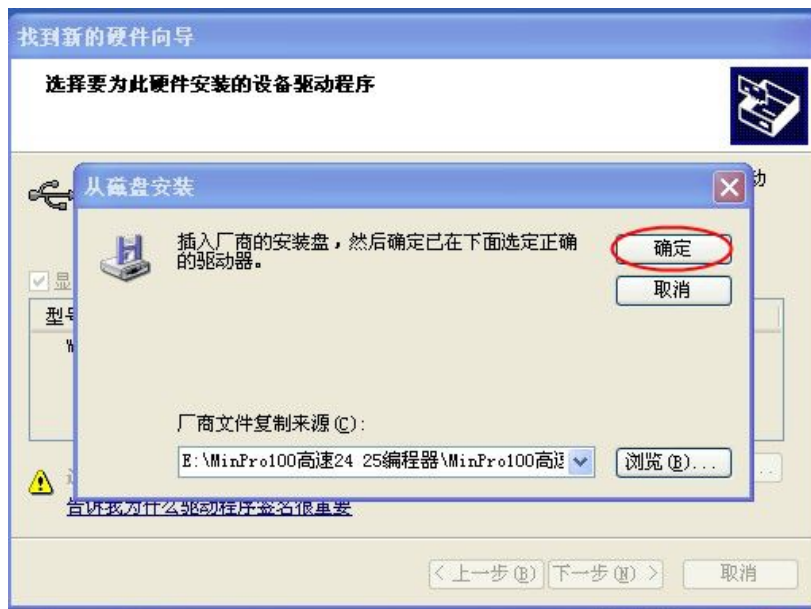 找到新的硬件向导
选择要为此硬件安装的设备驱动程序
动
从磁盘安装
插入厂商的安装盘，然后确定已在下面选定正确
的驱动器。
确定
取消
显
型号
厂商文件复制来源(C):
E:\MinPro100高速24 25编程器\MinPro100高速
浏览(B)...
告诉我为什么驱动程序签名很重要
< 上一步(B)
下一步(N) >
取消